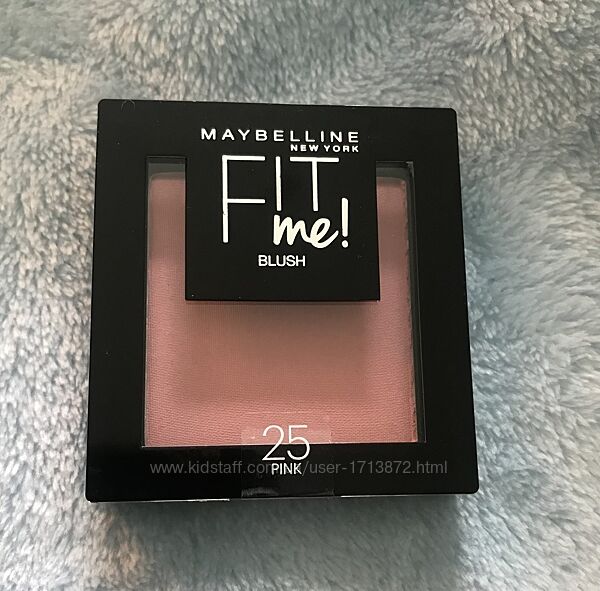 MAYBELLINE
NEW YORK
FIT
me!
BLUSH
25
PINK
www.kidstaff.com.ua/user-1713872.html